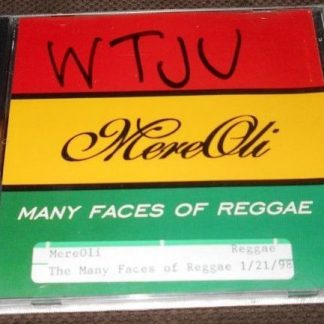 WTJU
MereOli
MANY FACES OF REGGAE
MereOli Reggae
The Many Faces of Reggae 1/21/98